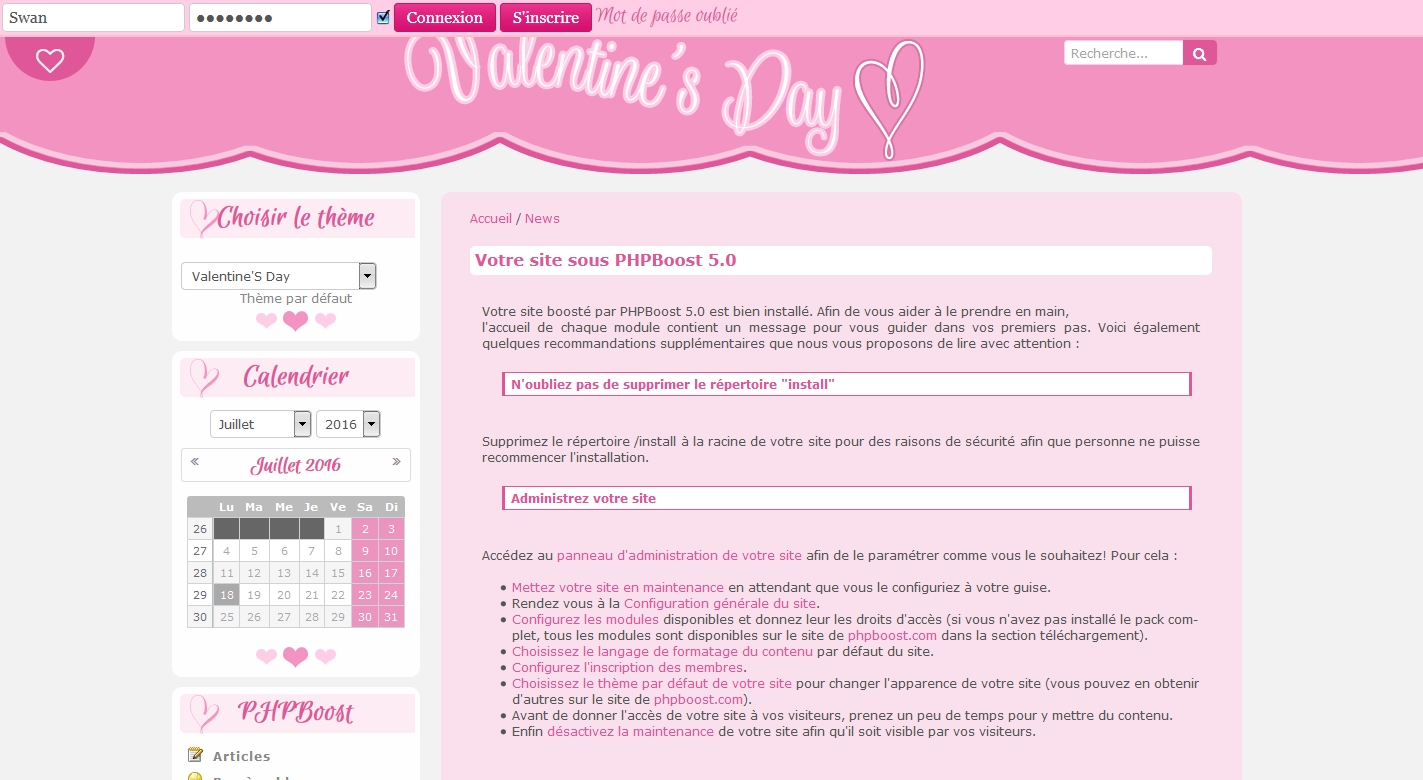 Swan ●●●●●●●● Connexion S'inscrire Mot de passe oublié
Valentine's Day
Recherche...
Choisir le thème
Valentine'S Day
Thème par défaut
Calendrier
Juillet 2016
« Juillet 2016 »
Lu Ma Me Je Ve Sa Di
26 1 2 3
27 4 5 6 7 8 9 10
28 11 12 13 14 15 16 17
29 18 19 20 21 22 23 24
30 25 26 27 28 29 30 31
PHPBoost
Articles
Accueil / News
Votre site sous PHPBoost 5.0
Votre site boosté par PHPBoost 5.0 est bien installé. Afin de vous aider à le prendre en main,
l'accueil de chaque module contient un message pour vous guider dans vos premiers pas. Voici également
quelques recommandations supplémentaires que nous vous proposons de lire avec attention :
N'oubliez pas de supprimer le répertoire "install"
Supprimez le répertoire /install à la racine de votre site pour des raisons de sécurité afin que personne ne puisse
recommencer l'installation.
Administrez votre site
Accédez au panneau d'administration de votre site afin de le paramétrer comme vous le souhaitez! Pour cela :
• Mettez votre site en maintenance en attendant que vous le configuriez à votre guise.
• Rendez vous à la Configuration générale du site.
• Configurez les modules disponibles et donnez leur les droits d'accès (si vous n'avez pas installé le pack com-
plet, tous les modules sont disponibles sur le site de phpboost.com dans la section téléchargement).
• Choisissez le langage de formatage du contenu par défaut du site.
• Configurez l'inscription des membres.
• Choisissez le thème par défaut de votre site pour changer l'apparence de votre site (vous pouvez en obtenir
d'autres sur le site de phpboost.com).
• Avant de donner l'accès de votre site à vos visiteurs, prenez un peu de temps pour y mettre du contenu.
• Enfin désactivez la maintenance de votre site afin qu'il soit visible par vos visiteurs.